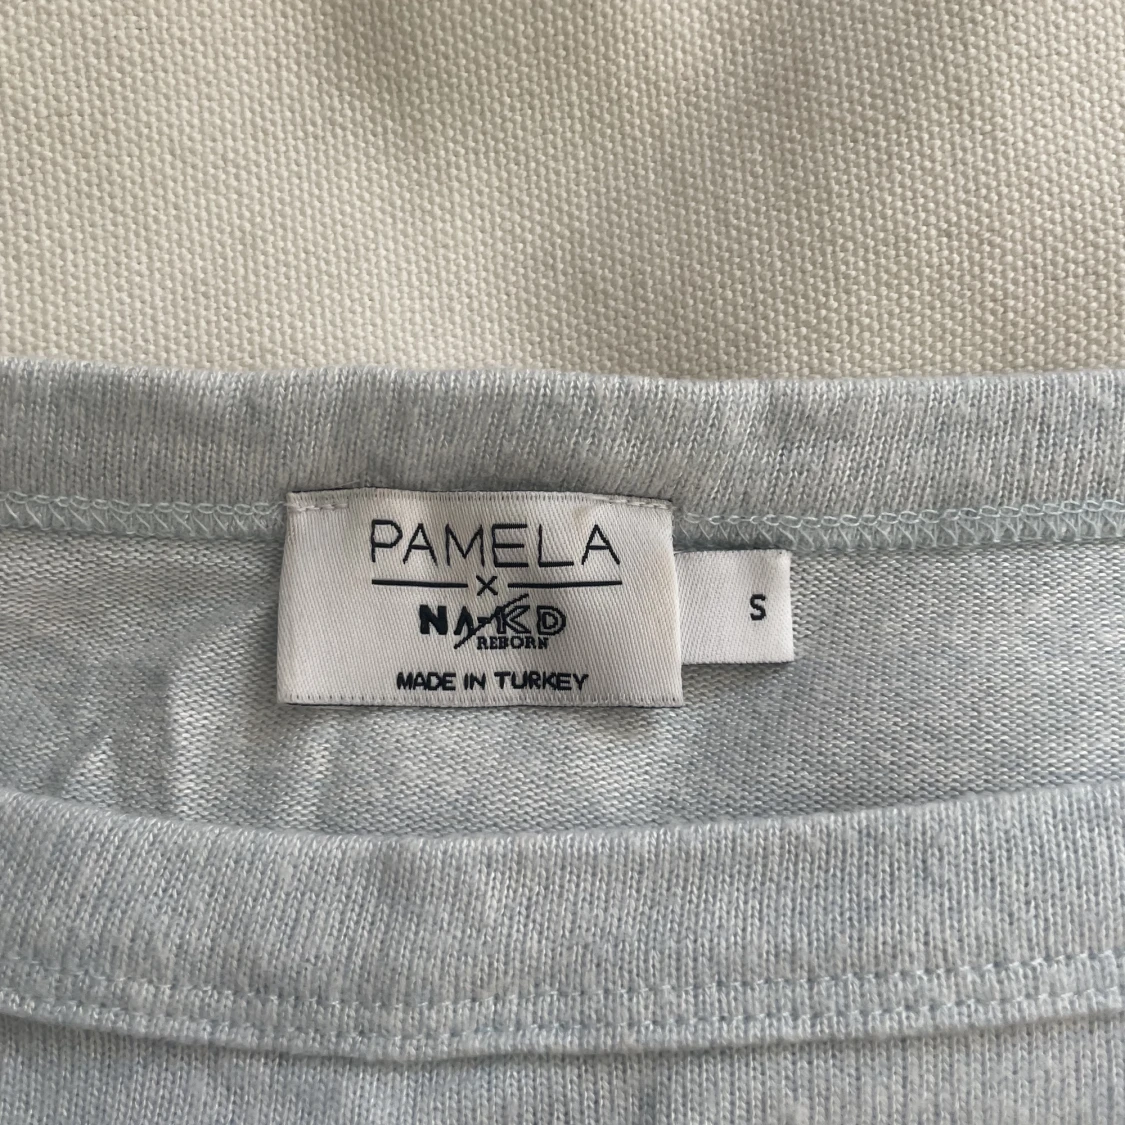 PAMELA
X
NA-KD
REBORN
MADE IN TURKEY
S